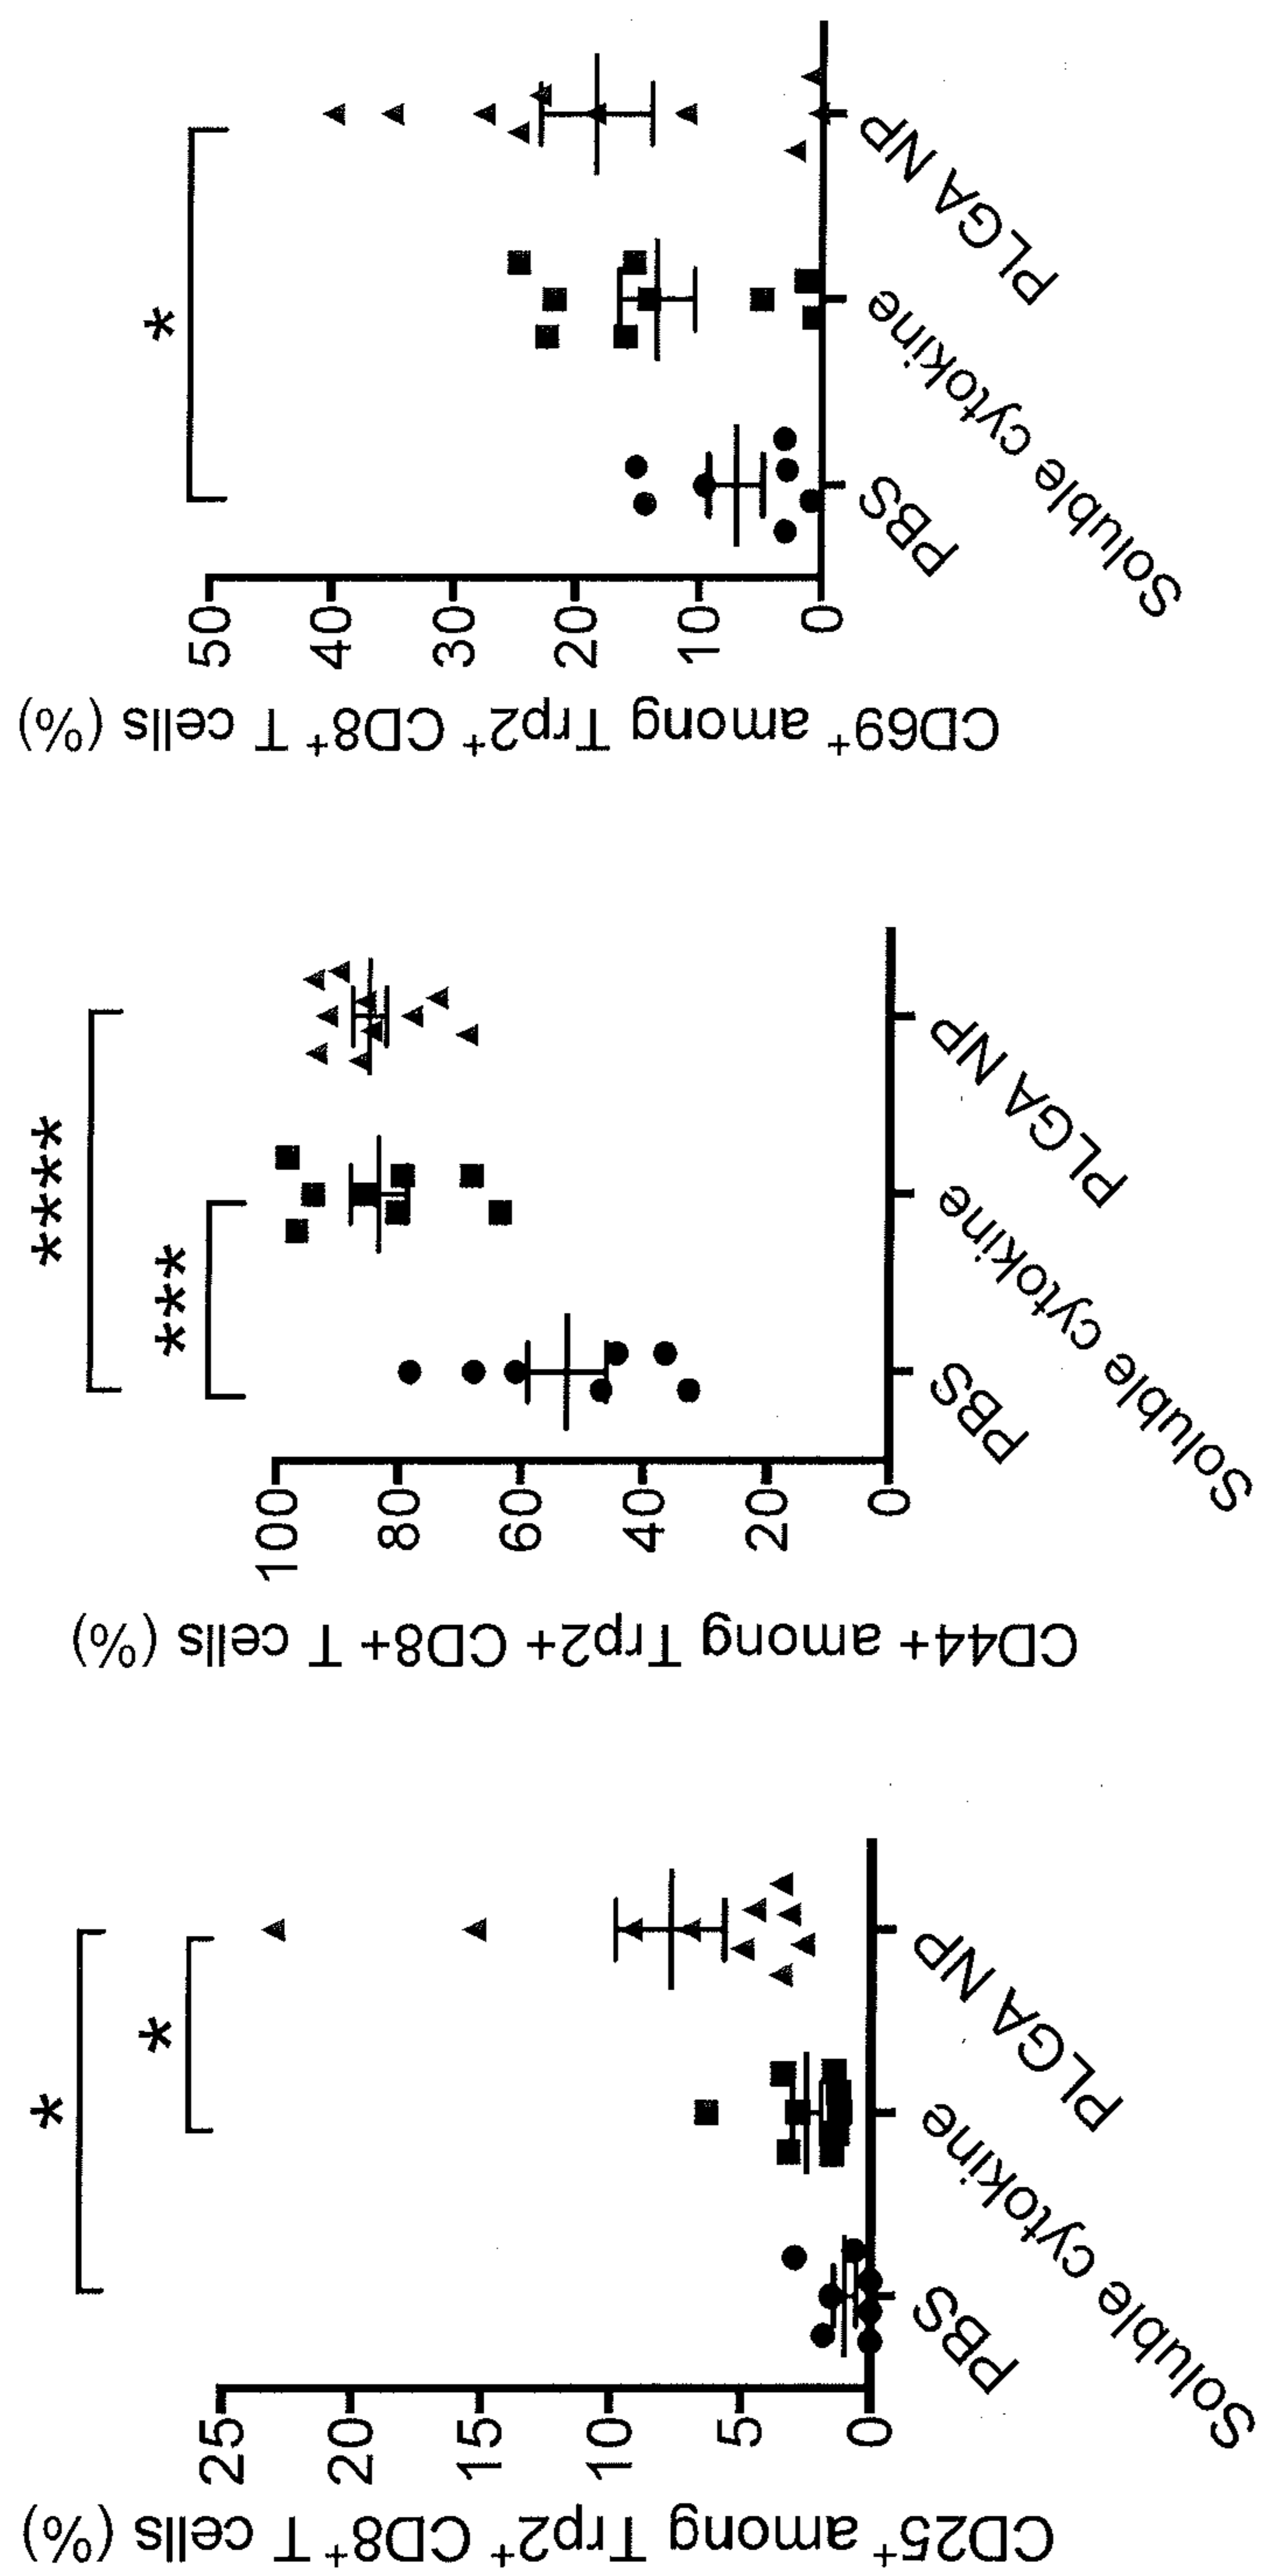 CD25⁺ among Trp2⁺ CD8⁺ T cells (%)
25
20
15
10
5
0
*
*
PBS
Soluble cytokine
PLGA NP
CD44+ among Trp2+ CD8+ T cells (%)
100
80
60
40
20
0
****
***
PBS
Soluble cytokine
PLGA NP
CD69⁺ among Trp2⁺ CD8⁺ T cells (%)
50
40
30
20
10
0
*
PBS
Soluble cytokine
PLGA NP